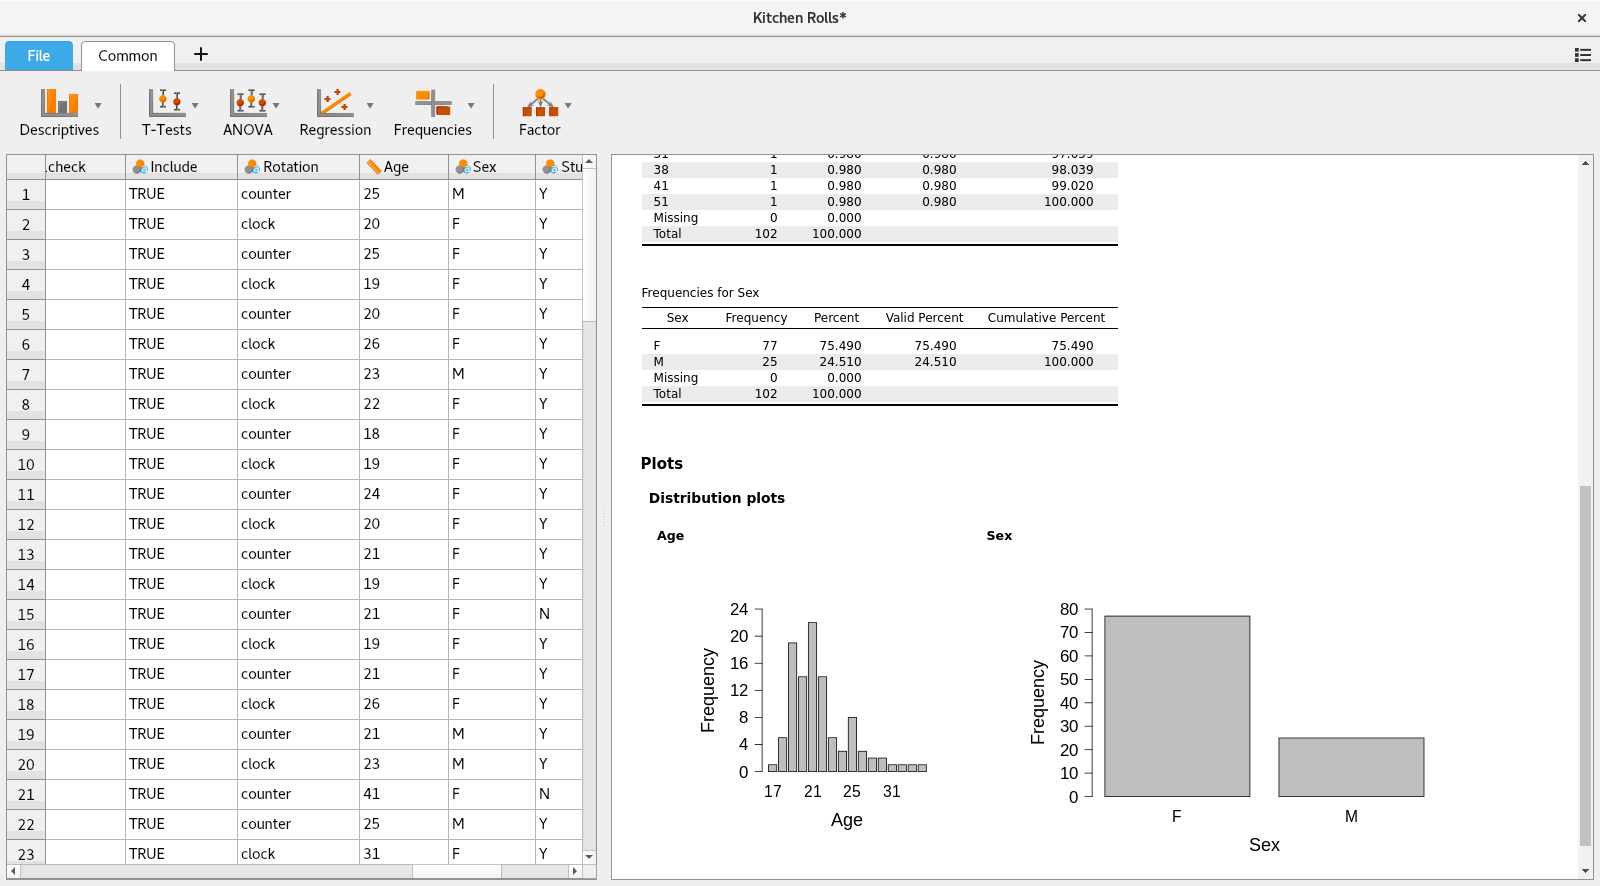 Kitchen Rolls*
File Common +
Descriptives T-Tests ANOVA Regression Frequencies Factor
.check Include Rotation Age Sex Stu
1 TRUE counter 25 M Y
2 TRUE clock 20 F Y
3 TRUE counter 25 F Y
4 TRUE clock 19 F Y
5 TRUE counter 20 F Y
6 TRUE clock 26 F Y
7 TRUE counter 23 M Y
8 TRUE clock 22 F Y
9 TRUE counter 18 F Y
10 TRUE clock 19 F Y
11 TRUE counter 24 F Y
12 TRUE clock 20 F Y
13 TRUE counter 21 F Y
14 TRUE clock 19 F Y
15 TRUE counter 21 F N
16 TRUE clock 19 F Y
17 TRUE counter 21 F Y
18 TRUE clock 26 F Y
19 TRUE counter 21 M Y
20 TRUE clock 23 M Y
21 TRUE counter 41 F N
22 TRUE counter 25 M Y
23 TRUE clock 31 F Y
31 1 0.980 0.980 97.059
38 1 0.980 0.980 98.039
41 1 0.980 0.980 99.020
51 1 0.980 0.980 100.000
Missing 0 0.000
Total 102 100.000
Frequencies for Sex
Sex Frequency Percent Valid Percent Cumulative Percent
F 77 75.490 75.490 75.490
M 25 24.510 24.510 100.000
Missing 0 0.000
Total 102 100.000
Plots
Distribution plots
Age
Frequency
24
20
16
12
8
4
0
17 21 25 31
Age
Sex
Frequency
80
70
60
50
40
30
20
10
0
F M
Sex